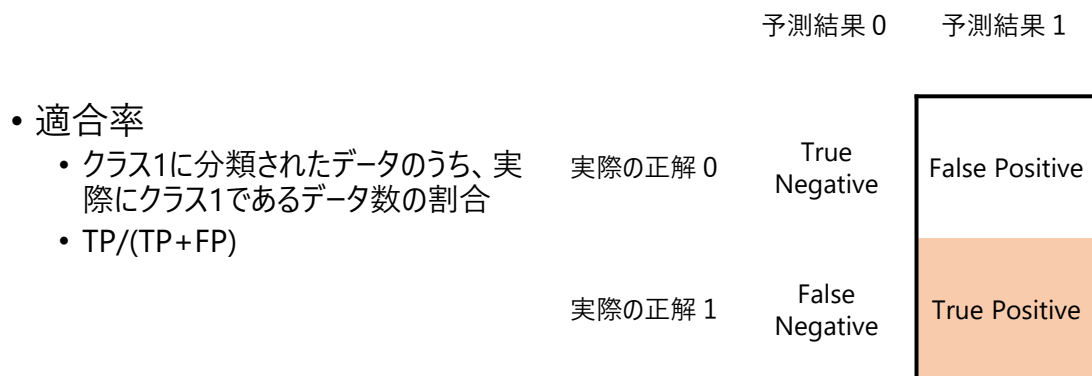 予測結果 0 予測結果 1
• 適合率
• クラス1に分類されたデータのうち、実
際にクラス1であるデータ数の割合
• TP/(TP+FP)
実際の正解 0
True
Negative
False Positive
実際の正解 1
False
Negative
True Positive